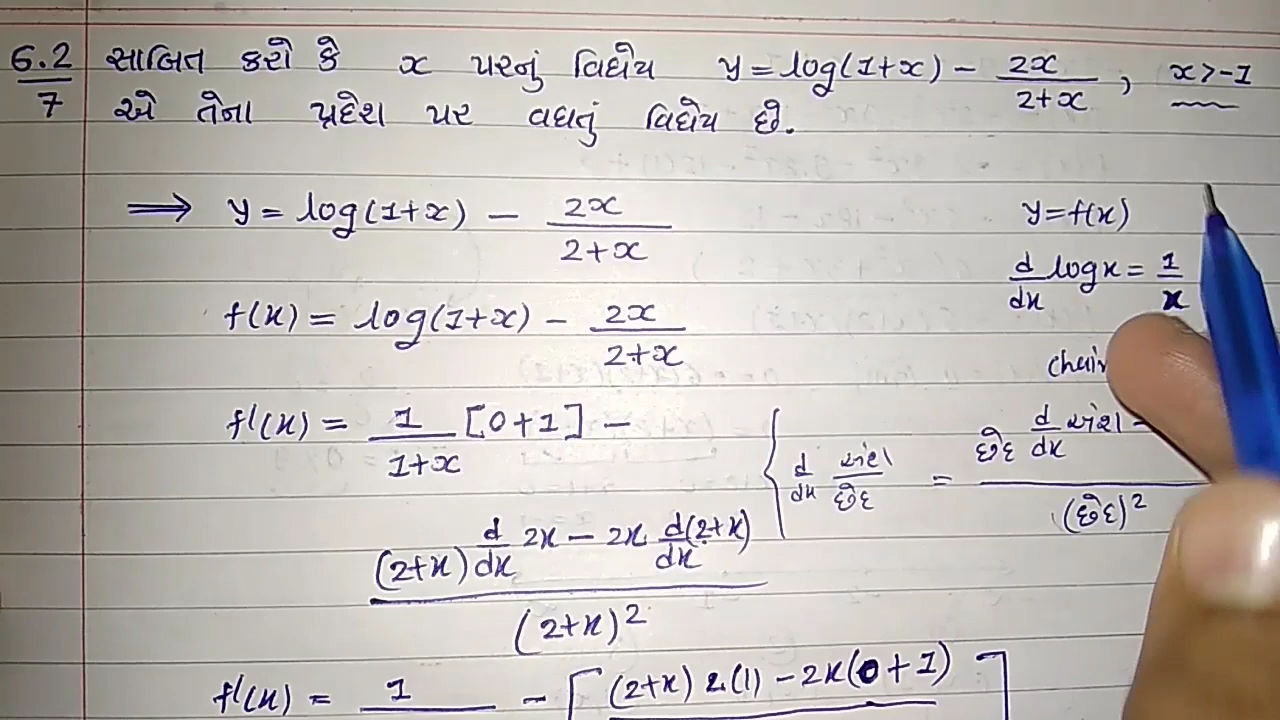 6.2/7 સાબિત કરો કે x પરનું વિધેય y = log(1+x) - 2x/(2+x), x > -1
એ તેના પ્રદેશ પર વધતું વિધેય છે.
⟹ y = log(1+x) - 2x/(2+x)
y = f(x)
d/dx log x = 1/x
f(x) = log(1+x) - 2x/(2+x)
f'(x) = 1/(1+x) [0+1] -
{ d/dx અંશ/છેદ = છેદ d/dx અંશ - / (છેદ)²
(2+x) d/dx 2x - 2x d/dx (2+x) / (2+x)²
f'(x) = 1 - [(2+x) 2.(1) - 2x(0+1)]